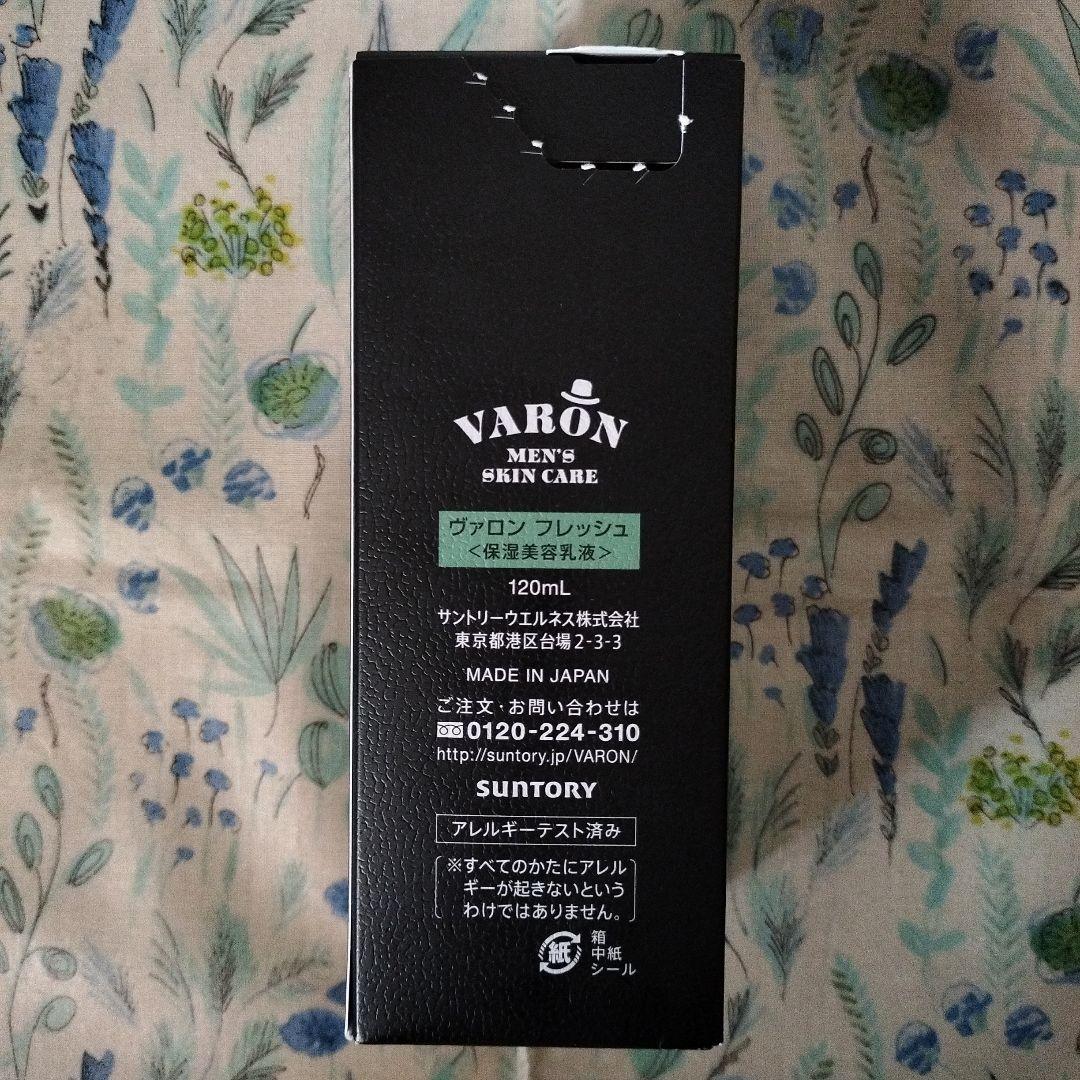 VARON
MEN'S
SKIN CARE
ヴァロン フレッシュ
<保湿美容乳液>
120mL
サントリーウエルネス株式会社
東京都港区台場2-3-3
MADE IN JAPAN
ご注文・お問い合わせは
0120-224-310
http://suntory.jp/VARON/
SUNTORY
アレルギーテスト済み
※すべてのかたにアレル
ギーが起きないという
わけではありません。
紙
箱
中紙
シール